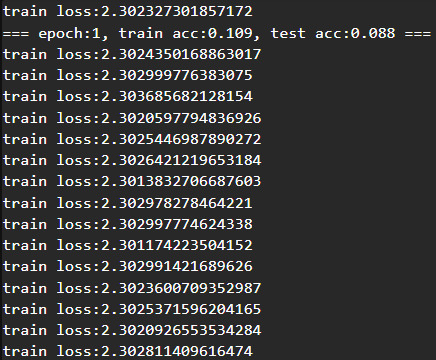 train loss:2.302327301857172
=== epoch:1, train acc:0.109, test acc:0.088 ===
train loss:2.3024350168863017
train loss:2.302999776383075
train loss:2.303685682128154
train loss:2.3020597794836926
train loss:2.3025446987890272
train loss:2.3026421219653184
train loss:2.3013832706687603
train loss:2.302978278464221
train loss:2.302997774624338
train loss:2.301174223504152
train loss:2.302991421689626
train loss:2.3023600709352987
train loss:2.3025371596204165
train loss:2.3020926553534284
train loss:2.302811409616474